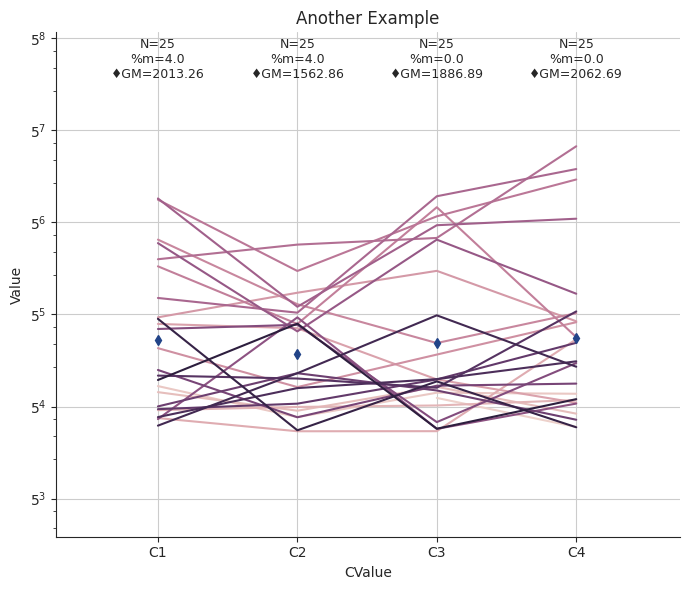 Another Example
N=25 N=25 N=25 N=25
%m=4.0 %m=4.0 %m=0.0 %m=0.0
♦GM=2013.26 ♦GM=1562.86 ♦GM=1886.89 ♦GM=2062.69
5⁸
5⁷
5⁶
5⁵
5⁴
5³
Value
C1 C2 C3 C4
CValue